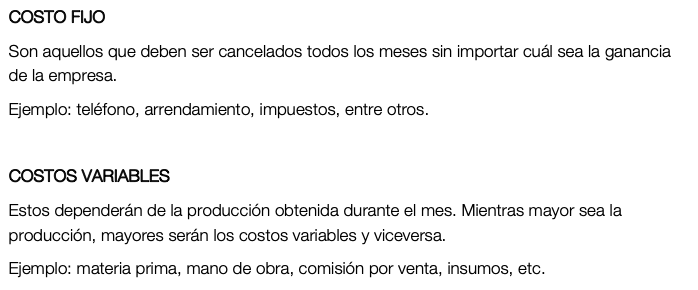 COSTO FIJO
Son aquellos que deben ser cancelados todos los meses sin importar cuál sea la ganancia
de la empresa.
Ejemplo: teléfono, arrendamiento, impuestos, entre otros.
COSTOS VARIABLES
Estos dependerán de la producción obtenida durante el mes. Mientras mayor sea la
producción, mayores serán los costos variables y viceversa.
Ejemplo: materia prima, mano de obra, comisión por venta, insumos, etc.